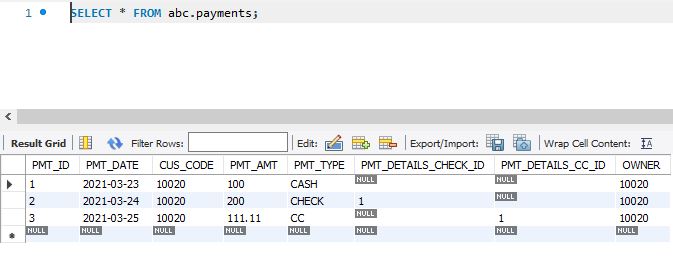 1 SELECT * FROM abc.payments;
Result Grid Filter Rows: Edit: Export/Import: Wrap Cell Content: IA
PMT_ID PMT_DATE CUS_CODE PMT_AMT PMT_TYPE PMT_DETAILS_CHECK_ID PMT_DETAILS_CC_ID OWNER
1 2021-03-23 10020 100 CASH NULL NULL 10020
2 2021-03-24 10020 200 CHECK 1 NULL 10020
3 2021-03-25 10020 111.11 CC NULL 1 10020
* NULL NULL NULL NULL NULL NULL NULL NULL